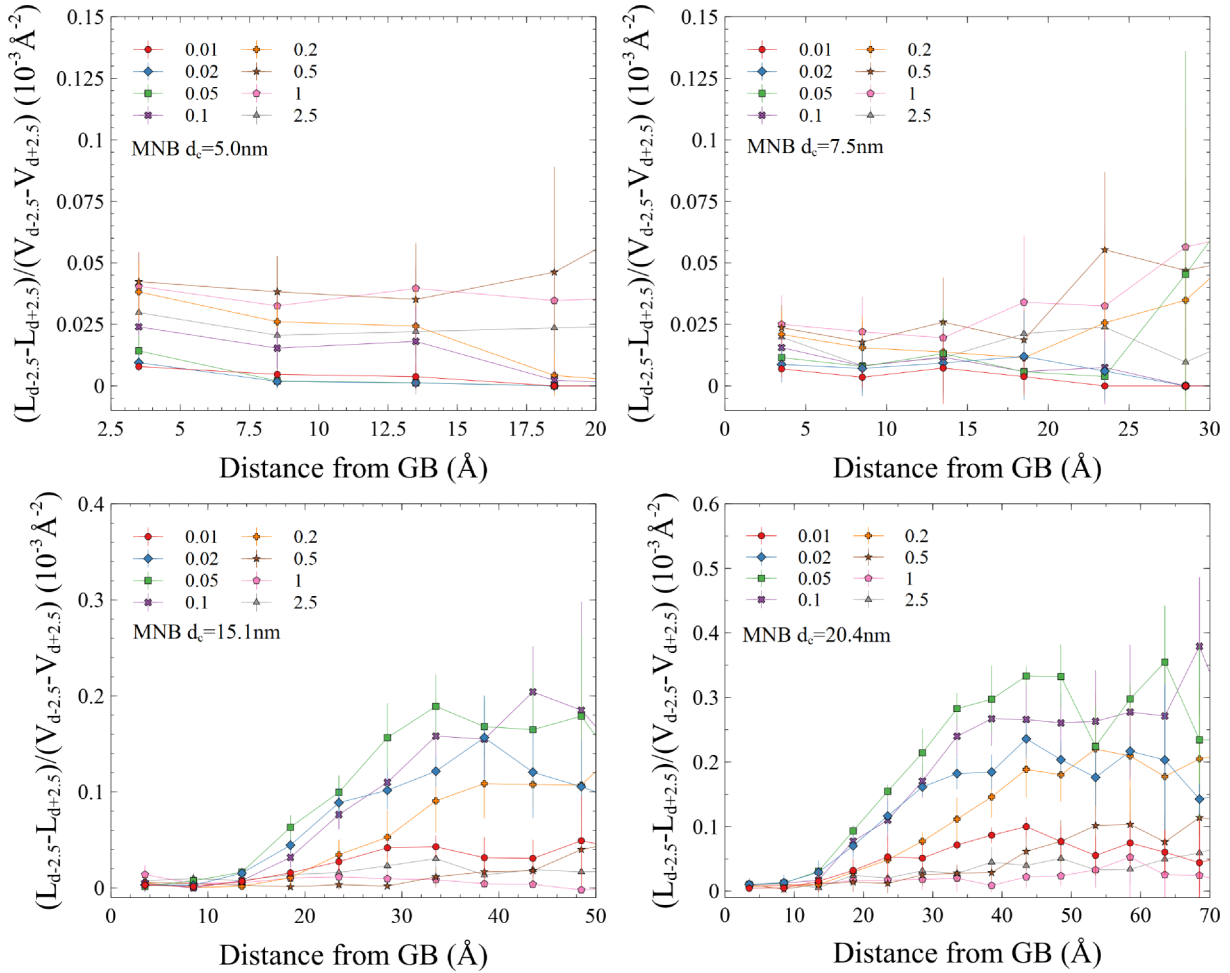 (L_{d-2.5}-L_{d+2.5})/(V_{d-2.5}-V_{d+2.5}) (10^{-3} Å^{-2})
0.15
0.125
0.1
0.075
0.05
0.025
0
0.01 0.2
0.02 0.5
0.05 1
0.1 2.5
MNB d_c=5.0nm
2.5 5 7.5 10 12.5 15 17.5 20
Distance from GB (Å)
(L_{d-2.5}-L_{d+2.5})/(V_{d-2.5}-V_{d+2.5}) (10^{-3} Å^{-2})
0.15
0.125
0.1
0.075
0.05
0.025
0
0.01 0.2
0.02 0.5
0.05 1
0.1 2.5
MNB d_c=7.5nm
0 5 10 15 20 25 30
Distance from GB (Å)
(L_{d-2.5}-L_{d+2.5})/(V_{d-2.5}-V_{d+2.5}) (10^{-3} Å^{-2})
0.4
0.3
0.2
0.1
0
0.01 0.2
0.02 0.5
0.05 1
0.1 2.5
MNB d_c=15.1nm
0 10 20 30 40 50
Distance from GB (Å)
(L_{d-2.5}-L_{d+2.5})/(V_{d-2.5}-V_{d+2.5}) (10^{-3} Å^{-2})
0.6
0.5
0.4
0.3
0.2
0.1
0
0.01 0.2
0.02 0.5
0.05 1
0.1 2.5
MNB d_c=20.4nm
0 10 20 30 40 50 60 70
Distance from GB (Å)